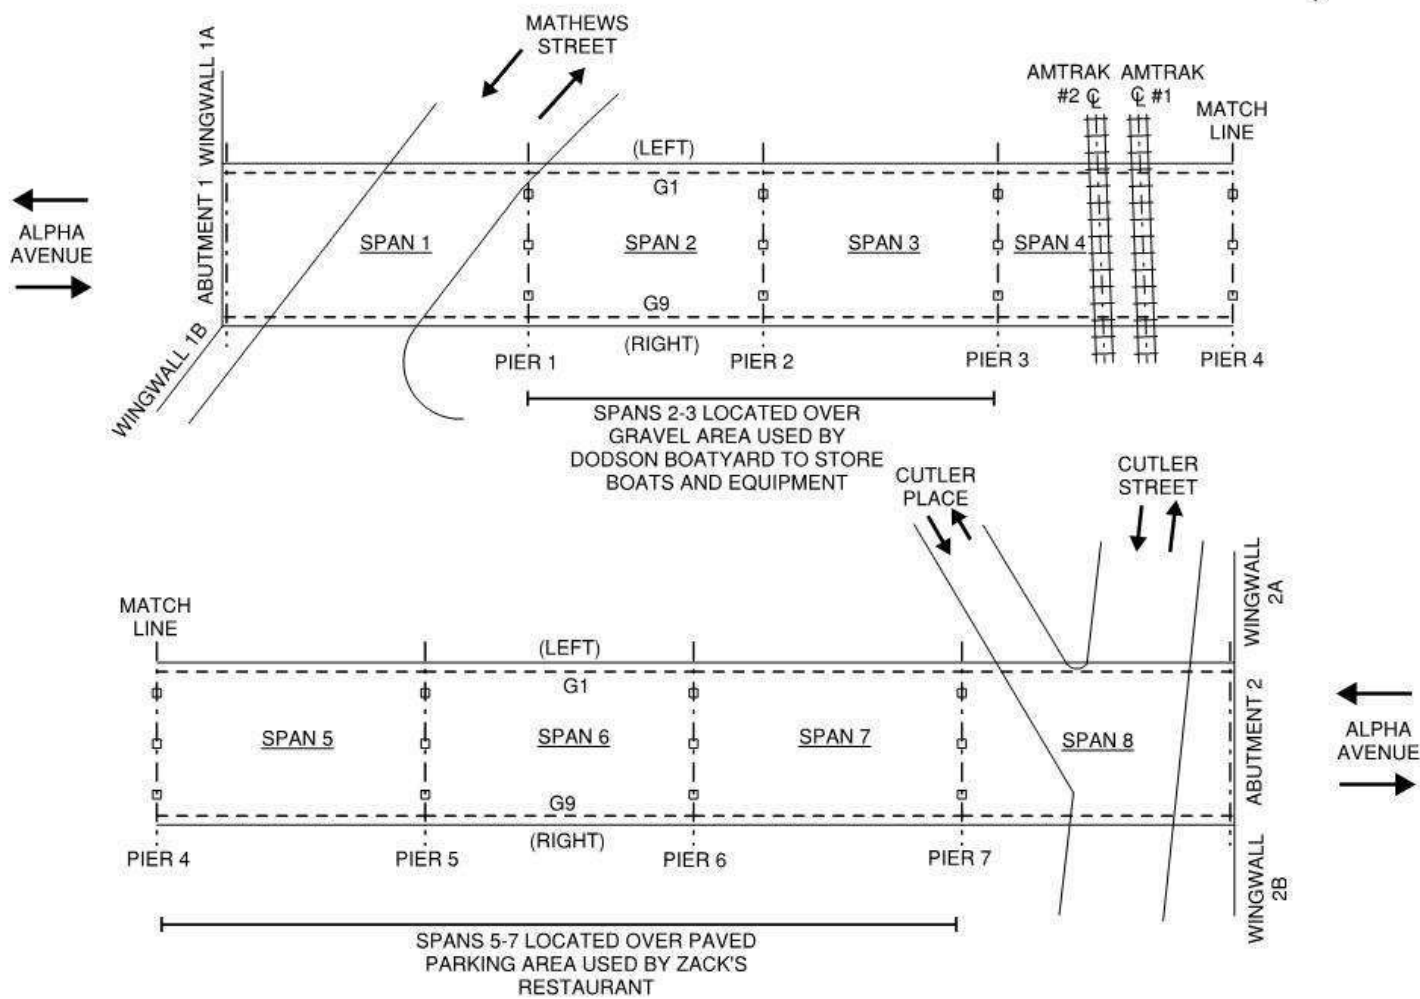 MATHEWS
STREET
WINGWALL 1A
AMTRAK
#2 ℄
AMTRAK
℄ #1
MATCH
LINE
(LEFT)
G1
ABUTMENT 1
ALPHA
AVENUE
SPAN 1
SPAN 2
SPAN 3
SPAN 4
G9
(RIGHT)
WINGWALL 1B
PIER 1
PIER 2
PIER 3
PIER 4
SPANS 2-3 LOCATED OVER
GRAVEL AREA USED BY
DODSON BOATYARD TO STORE
BOATS AND EQUIPMENT
CUTLER
PLACE
CUTLER
STREET
WINGWALL
2A
MATCH
LINE
(LEFT)
G1
SPAN 5
SPAN 6
SPAN 7
SPAN 8
ABUTMENT 2
ALPHA
AVENUE
G9
(RIGHT)
PIER 4
PIER 5
PIER 6
PIER 7
WINGWALL
2B
SPANS 5-7 LOCATED OVER PAVED
PARKING AREA USED BY ZACK'S
RESTAURANT